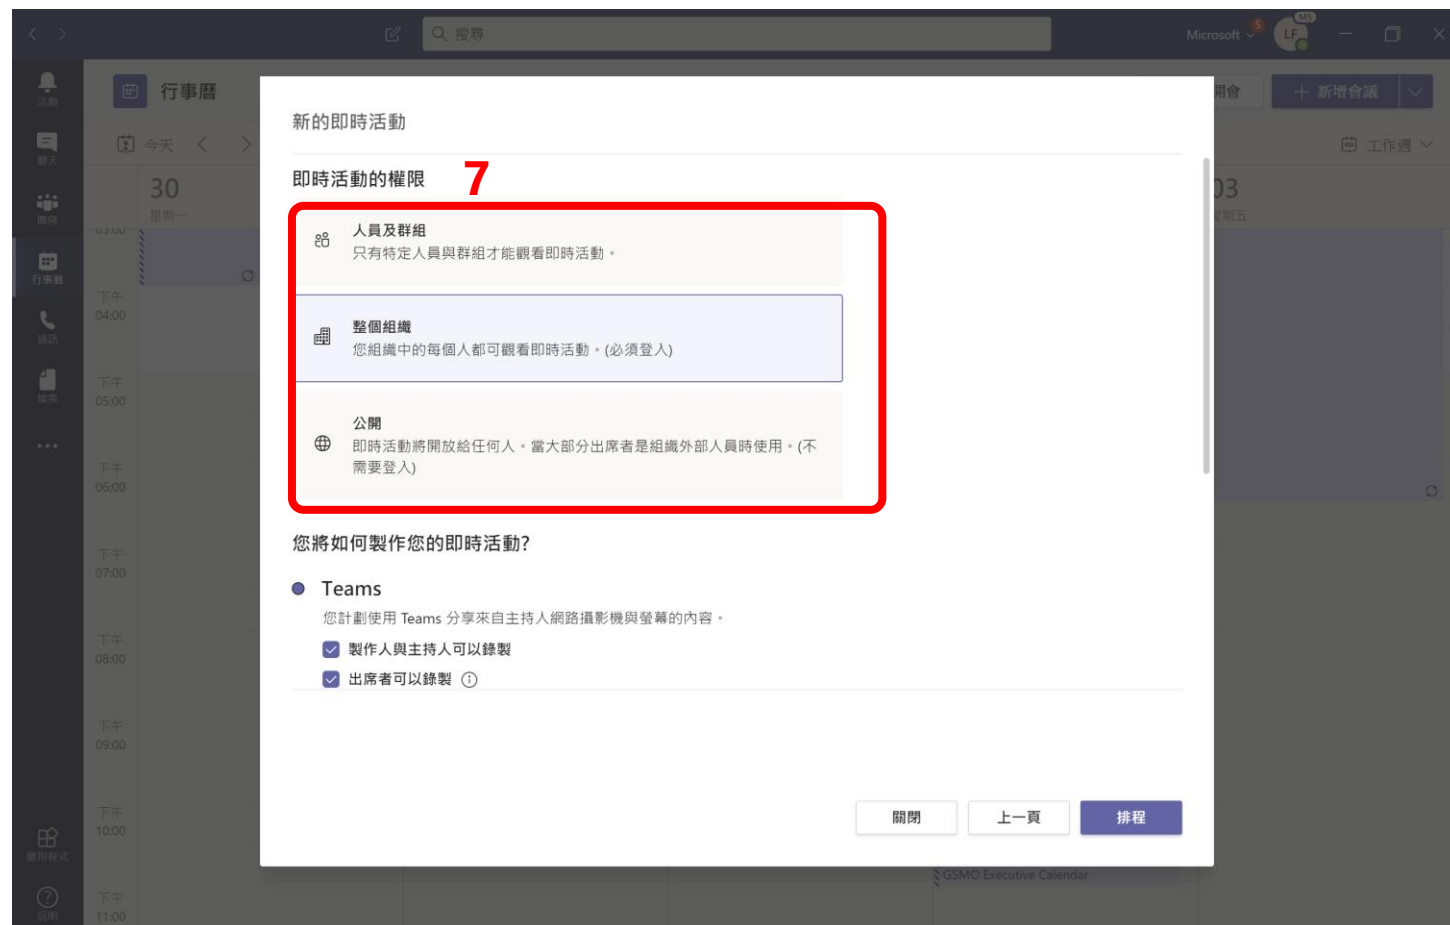 搜尋
Microsoft
5
MS
LF
活動
行事曆
開會
新增會議
聊天
今天
工作週
團隊
30
星期一
03
星期五
行事曆
03:00
通話
下午
04:00
檔案
下午
05:00
下午
06:00
下午
07:00
下午
08:00
下午
09:00
下午
10:00
下午
11:00
應用程式
說明
GSMO Executive Calendar
新的即時活動
即時活動的權限
7
人員及群組
只有特定人員與群組才能觀看即時活動。
整個組織
您組織中的每個人都可觀看即時活動。(必須登入)
公開
即時活動將開放給任何人。當大部分出席者是組織外部人員時使用。(不
需要登入)
您將如何製作您的即時活動?
Teams
您計劃使用 Teams 分享來自主持人網路攝影機與螢幕的內容。
製作人與主持人可以錄製
出席者可以錄製
關閉
上一頁
排程